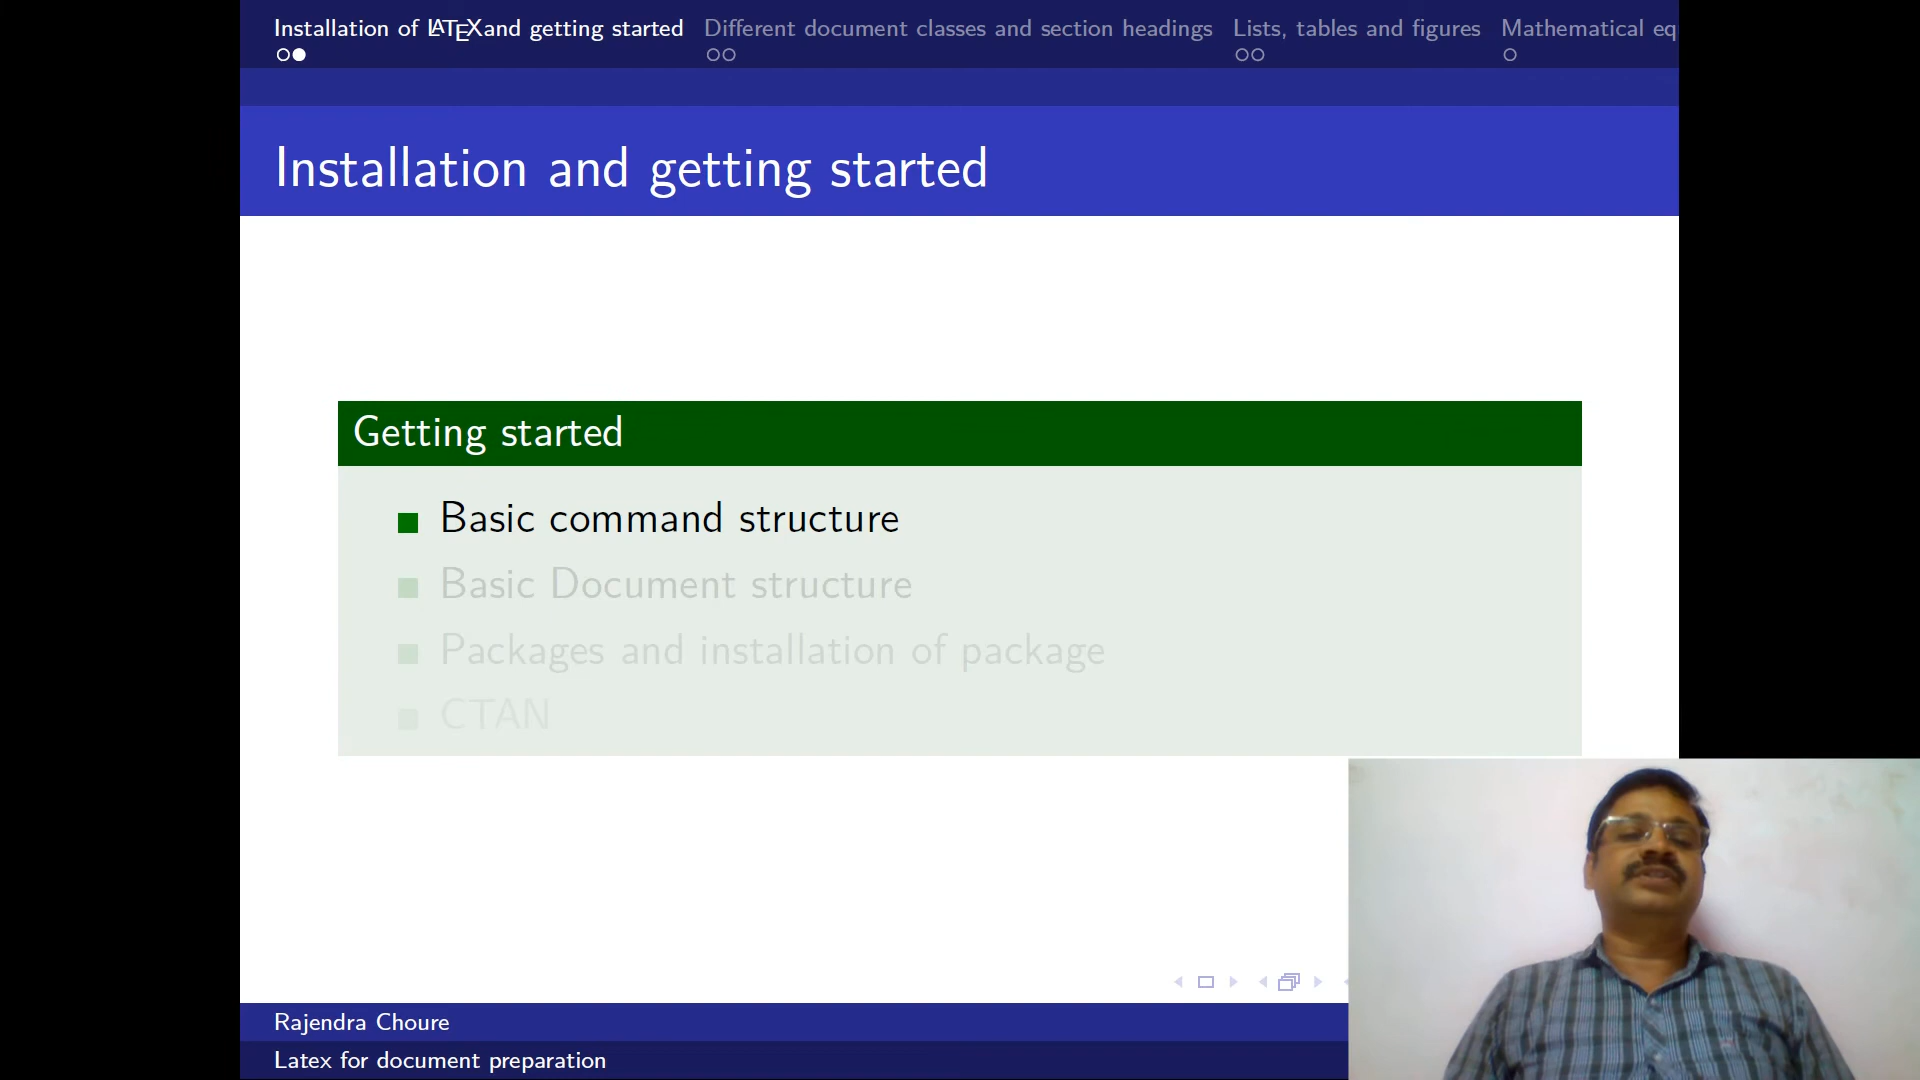 Installation of LATEXand getting started Different document classes and section headings Lists, tables and figures Mathematical eq
Installation and getting started
Getting started
Basic command structure
Basic Document structure
Packages and installation of package
CTAN
Rajendra Choure
Latex for document preparation